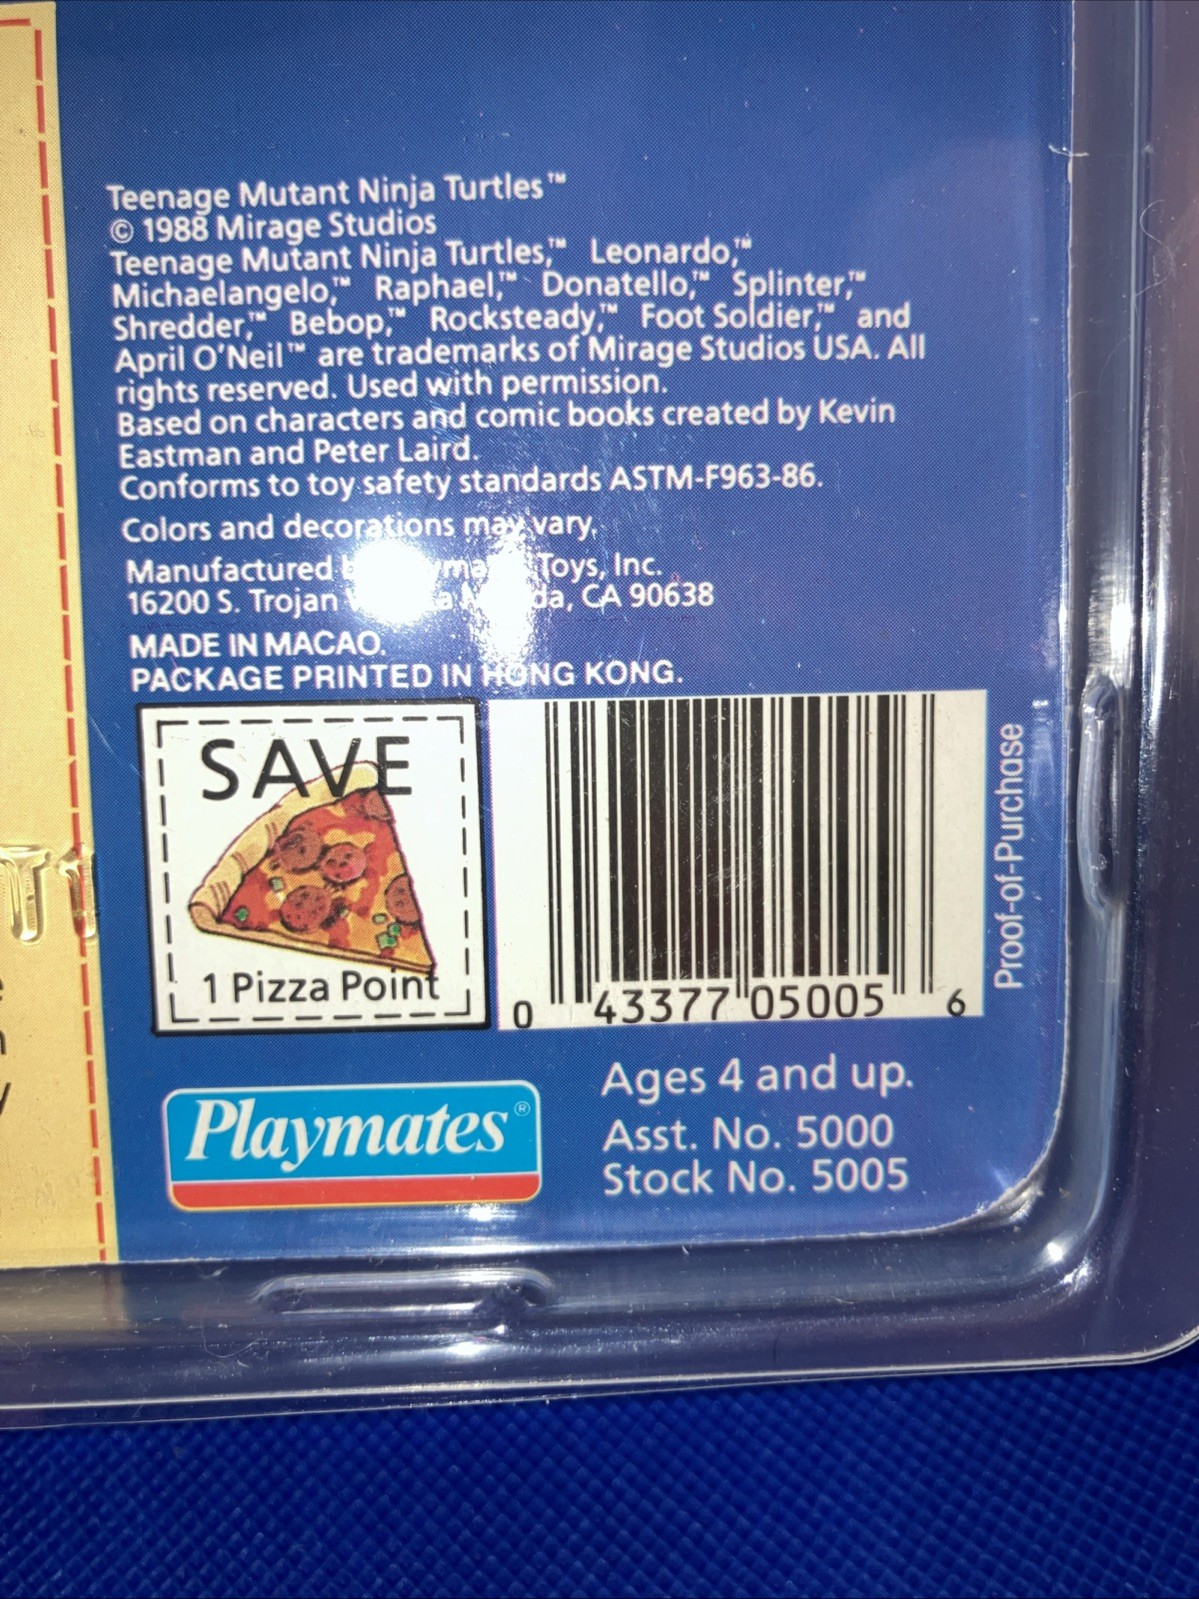 Teenage Mutant Ninja Turtles™
© 1988 Mirage Studios
Teenage Mutant Ninja Turtles,™ Leonardo,™
Michaelangelo,™ Raphael,™ Donatello,™ Splinter,™
Shredder,™ Bebop,™ Rocksteady,™ Foot Soldier,™ and
April O'Neil™ are trademarks of Mirage Studios USA. All
rights reserved. Used with permission.
Based on characters and comic books created by Kevin
Eastman and Peter Laird.
Conforms to toy safety standards ASTM-F963-86.
Colors and decorations may vary.
Manufactured Toys, Inc.
16200 S. Trojan CA 90638
MADE IN MACAO.
PACKAGE PRINTED IN HONG KONG.
SAVE
1 Pizza Point
0 43377 05005 6
Proof-of-Purchase
Playmates®
Ages 4 and up.
Asst. No. 5000
Stock No. 5005